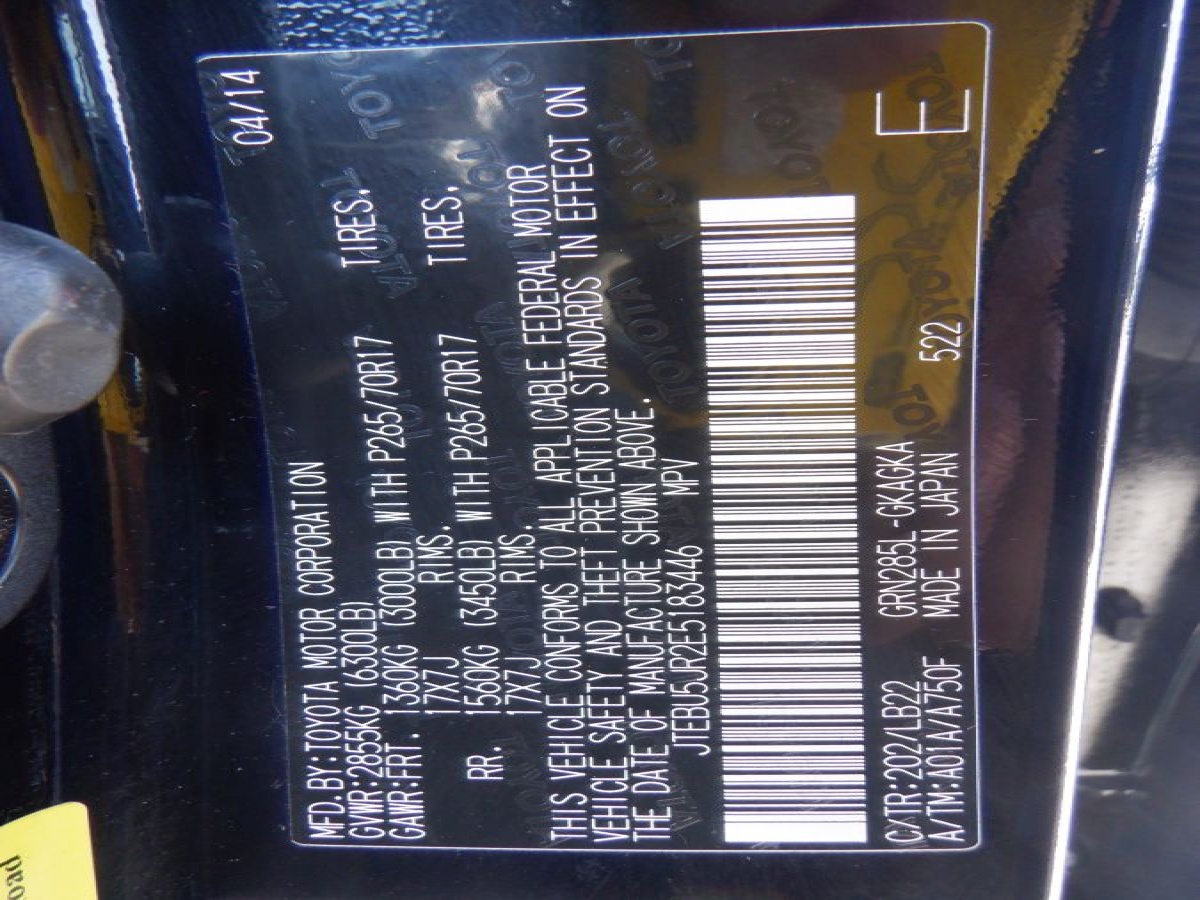 04/14
MFD.BY:TOYOTA MOTOR CORPORATION
GVWR:2855KG (6300LB)
GAWR:FRT. 1360KG (3000LB) WITH P265/70R17 TIRES.
17X7J RIMS.
RR. 1560KG (3450LB) WITH P265/70R17 TIRES.
17X7J RIMS.
THIS VEHICLE CONFORMS TO ALL APPLICABLE FEDERAL MOTOR
VEHICLE SAFETY AND THEFT PREVENTION STANDARDS IN EFFECT ON
THE DATE OF MANUFACTURE SHOWN ABOVE.
JTEBU5JR2E5183446 MPV
C/TR:202/LB22 GRN285L-GKAGKA
A/TM:A01A/A750F MADE IN JAPAN 522
E
TOYOTA
oad